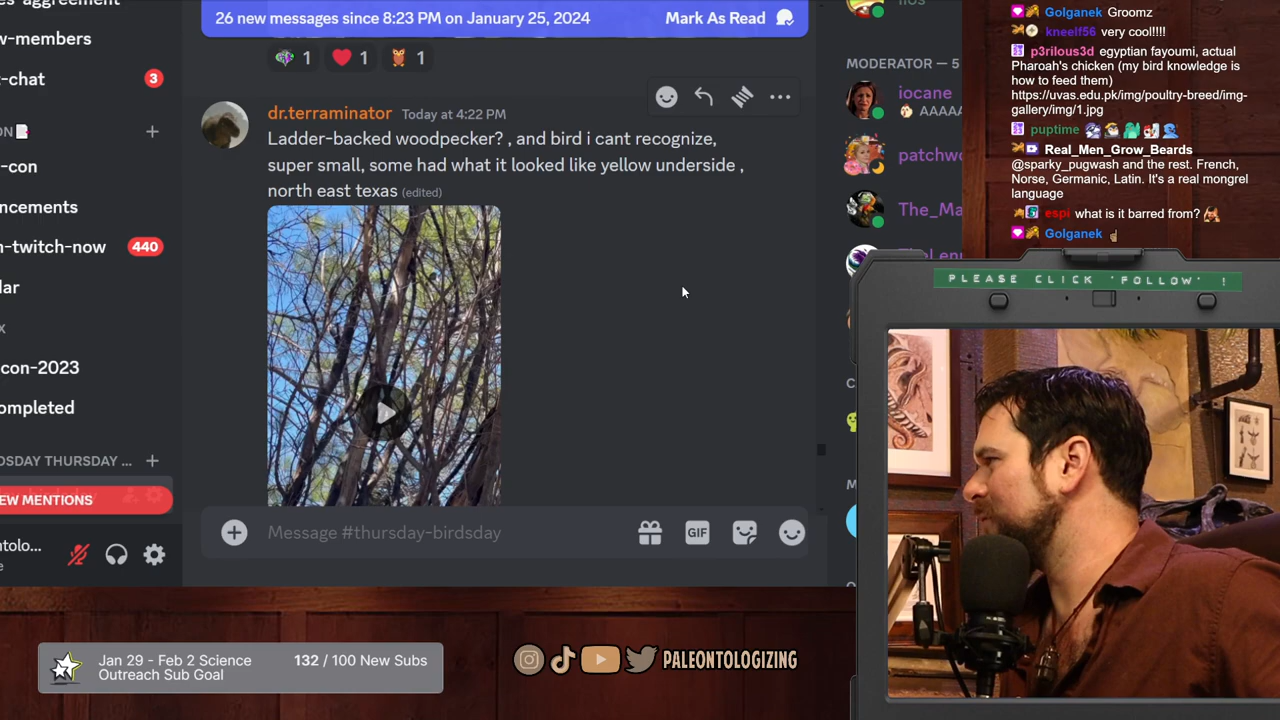 26 new messages since 8:23 PM on January 25, 2024 Mark As Read
1 1 1
w-members
-chat 3
-con
ncements
n-twitch-now 440
lar
con-2023
ompleted
DSDAY THURSDAY ...
EW MENTIONS
ntolo...
dr.terraminator Today at 4:22 PM
Ladder-backed woodpecker? , and bird i cant recognize,
super small, some had what it looked like yellow underside ,
north east texas (edited)
Message #thursday-birdsday
GIF
MODERATOR — 5
iocane
AAAAA
patchwo
The_Ma
Golganek Groomz
kneelf56 very cool!!!!
p3rilous3d egyptian fayoumi, actual
Pharoah's chicken (my bird knowledge is
how to feed them)
https://uvas.edu.pk/img/poultry-breed/img-
gallery/img/1.jpg
puptime
Real_Men_Grow_Beards
@sparky_pugwash and the rest. French,
Norse, Germanic, Latin. It's a real mongrel
language
espi what is it barred from?
Golganek
PLEASE CLICK 'FOLLOW' !
Jan 29 - Feb 2 Science 132 / 100 New Subs
Outreach Sub Goal
PALEONTOLOGIZING